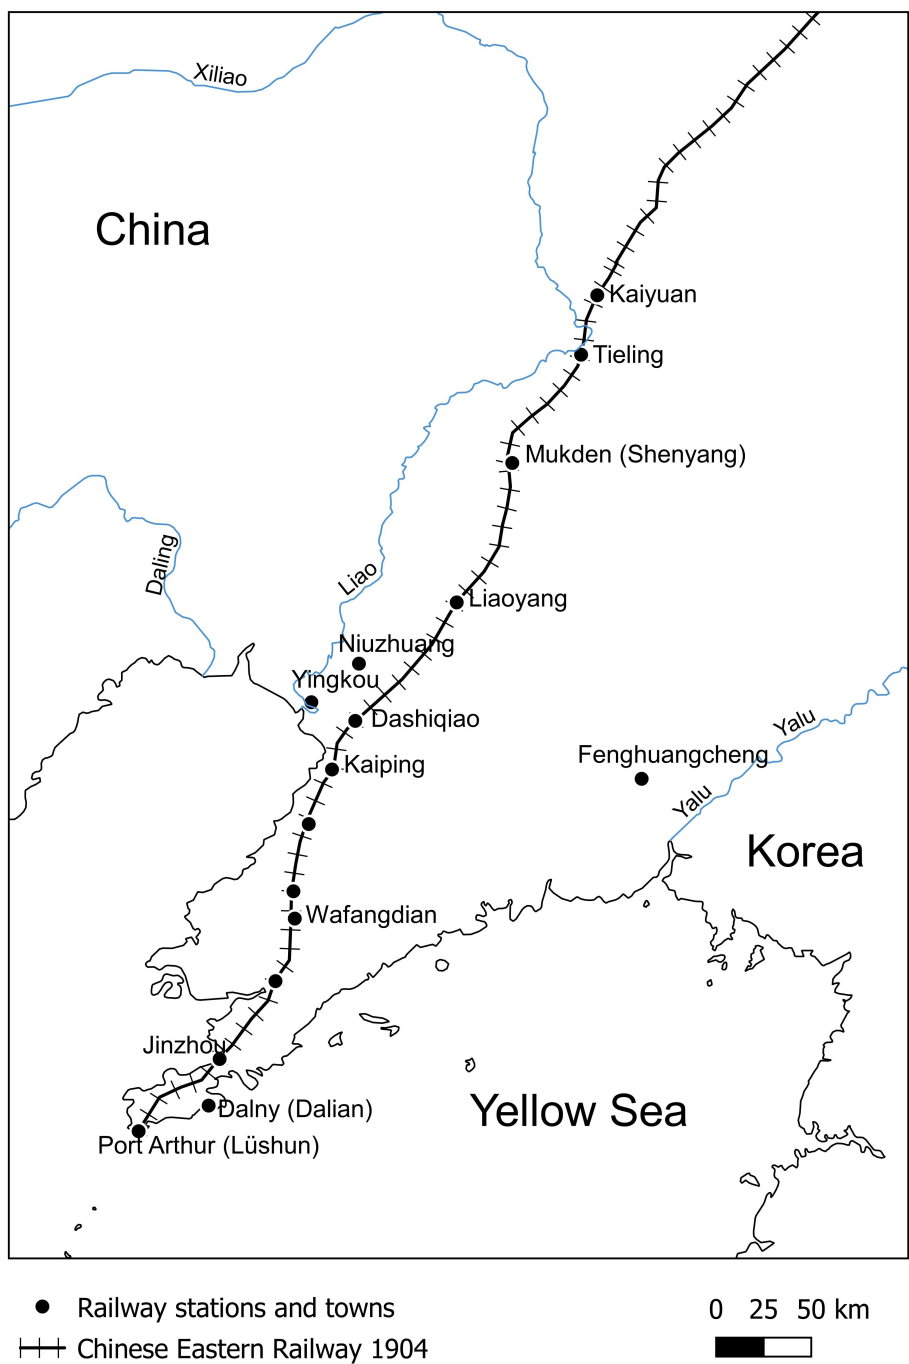 Xiliao
China
Kaiyuan
Tieling
Mukden (Shenyang)
Daling
Liao
Liaoyang
Niuzhuang
Yingkou
Dashiqiao
Yalu
Fenghuangcheng
Kaiping
Yalu
Korea
Wafangdian
Jinzhou
Dalny (Dalian)
Yellow Sea
Port Arthur (Lüshun)
Railway stations and towns
0 25 50 km
Chinese Eastern Railway 1904